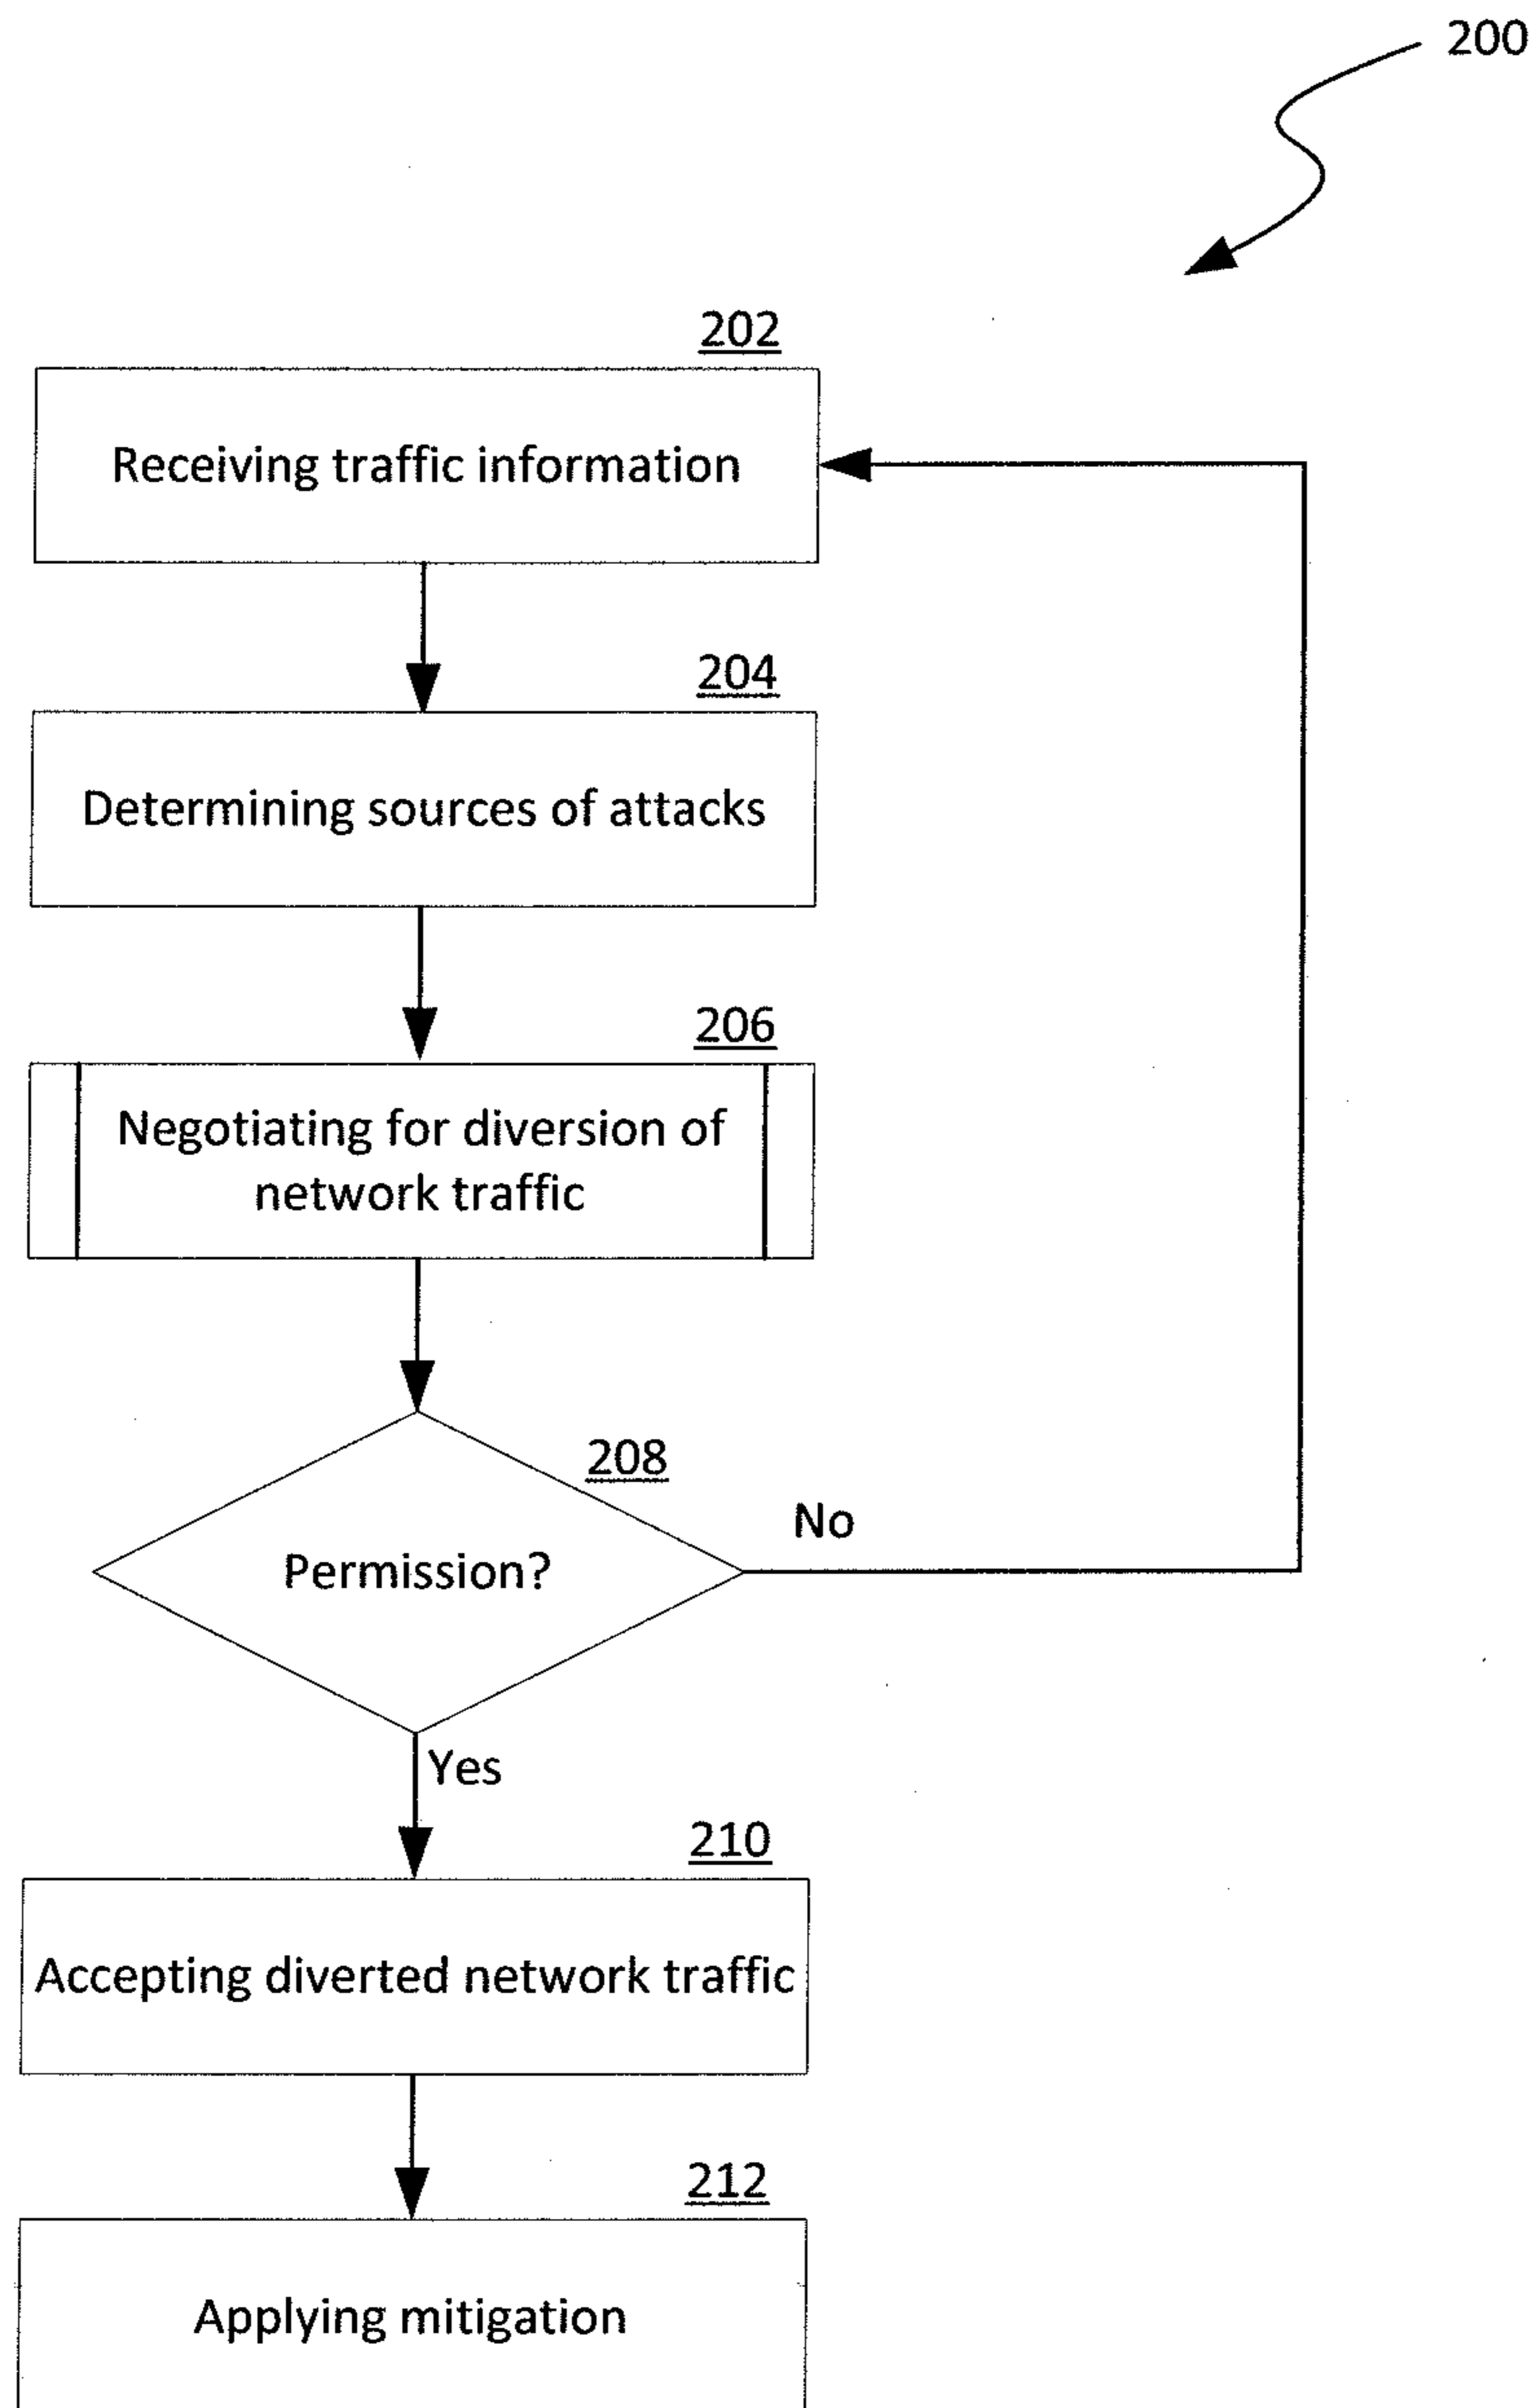 200
202
Receiving traffic information
204
Determining sources of attacks
206
Negotiating for diversion of
network traffic
208
Permission?
No
Yes
210
Accepting diverted network traffic
212
Applying mitigation